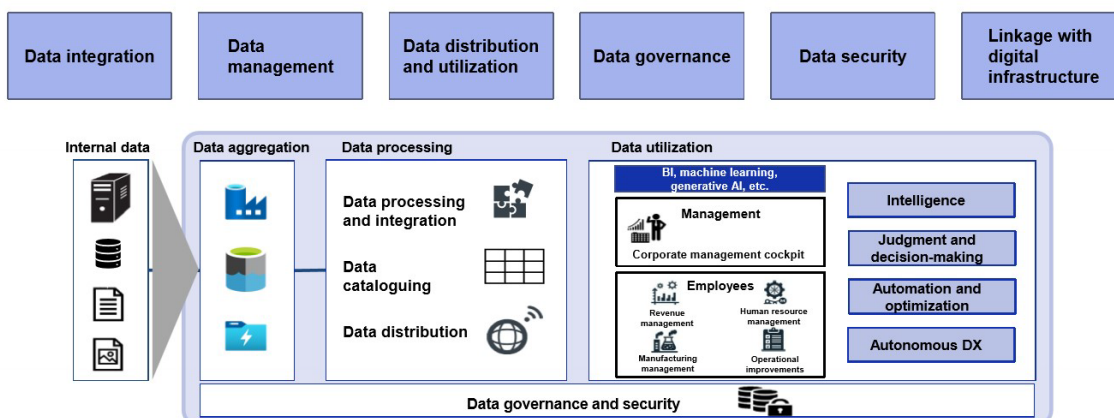 Data integration
Data
management
Data distribution
and utilization
Data governance
Data security
Linkage with
digital
infrastructure
Internal data
Data aggregation
Data processing
Data utilization
Data processing
and integration
Data
cataloguing
Data distribution
BI, machine learning,
generative AI, etc.
Management
Corporate management cockpit
Employees
Revenue
management
Human resource
management
Manufacturing
management
Operational
improvements
Intelligence
Judgment and
decision-making
Automation and
optimization
Autonomous DX
Data governance and security